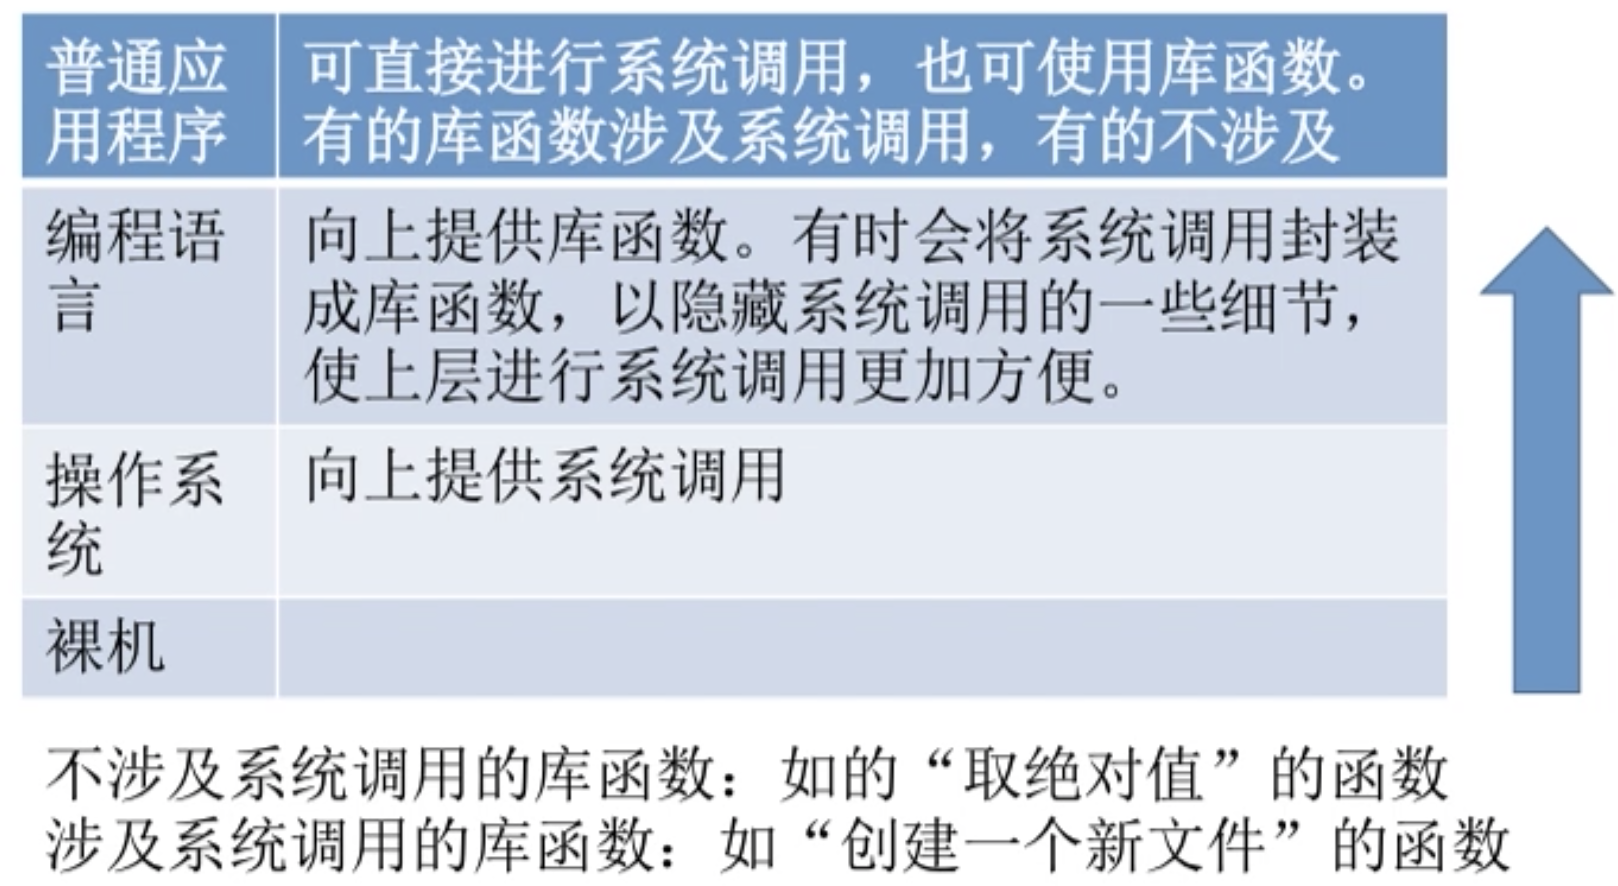 普通应
用程序
可直接进行系统调用，也可使用库函数。
有的库函数涉及系统调用，有的不涉及
编程语
言
向上提供库函数。有时会将系统调用封装
成库函数，以隐藏系统调用的一些细节，
使上层进行系统调用更加方便。
操作系
统
向上提供系统调用
裸机
不涉及系统调用的库函数：如的“取绝对值”的函数
涉及系统调用的库函数：如“创建一个新文件”的函数